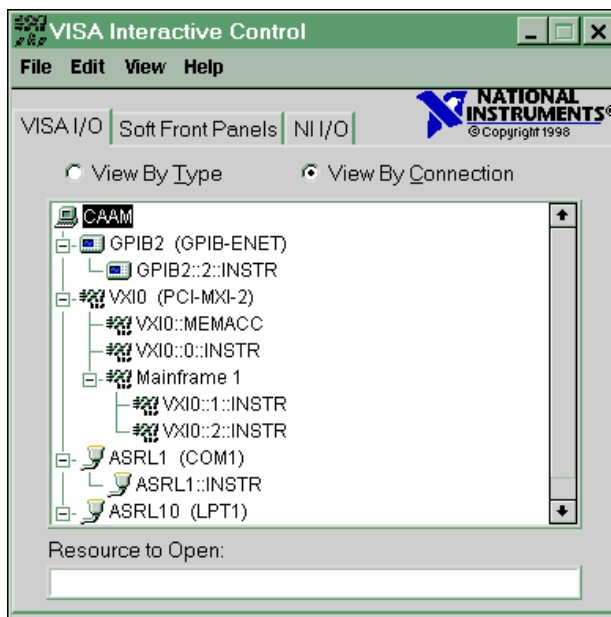 VISA Interactive Control
File Edit View Help
NATIONAL
INSTRUMENTS®
© Copyright 1998
VISA I/O Soft Front Panels NI I/O
View By Type View By Connection
CAAM
GPIB2 (GPIB-ENET)
GPIB2::2::INSTR
VXI0 (PCI-MXI-2)
VXI0::MEMACC
VXI0::0::INSTR
Mainframe 1
VXI0::1::INSTR
VXI0::2::INSTR
ASRL1 (COM1)
ASRL1::INSTR
ASRL10 (LPT1)
Resource to Open: